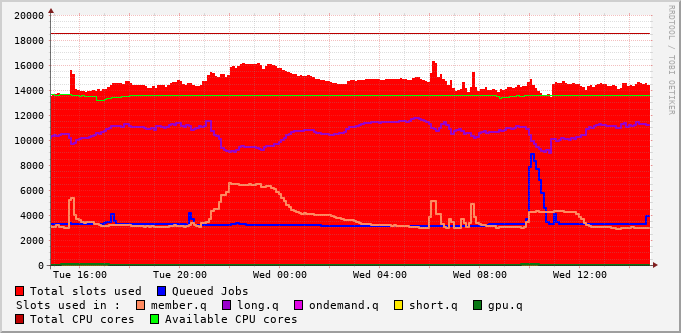 20000
18000
16000
14000
12000
10000
8000
6000
4000
2000
0
Tue 16:00 Tue 20:00 Wed 00:00 Wed 04:00 Wed 08:00 Wed 12:00
Total slots used Queued Jobs
Slots used in : member.q long.q ondemand.q short.q gpu.q
Total CPU cores Available CPU cores
RRDTOOL / TOBI OETIKER